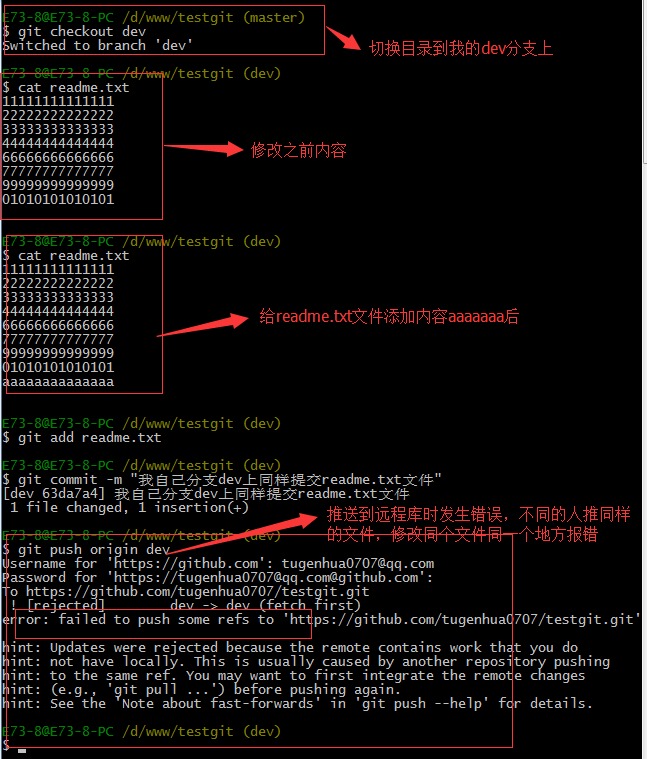 E73-8@E73-8-PC /d/www/testgit (master)
$ git checkout dev
Switched to branch 'dev'
切换目录到我的dev分支上
E73-8@E73-8-PC /d/www/testgit (dev)
$ cat readme.txt
11111111111111
22222222222222
33333333333333
44444444444444
66666666666666
77777777777777
99999999999999
01010101010101
修改之前内容
E73-8@E73-8-PC /d/www/testgit (dev)
$ cat readme.txt
11111111111111
22222222222222
33333333333333
44444444444444
66666666666666
77777777777777
99999999999999
01010101010101
aaaaaaaaaaaaaa
给readme.txt文件添加内容aaaaaaa后
E73-8@E73-8-PC /d/www/testgit (dev)
$ git add readme.txt
E73-8@E73-8-PC /d/www/testgit (dev)
$ git commit -m "我自己分支dev上同样提交readme.txt文件"
[dev 63da7a4] 我自己分支dev上同样提交readme.txt文件
1 file changed, 1 insertion(+)
推送到远程库时发生错误，不同的人推同样
的文件，修改同个文件同一个地方报错
E73-8@E73-8-PC /d/www/testgit (dev)
$ git push origin dev
Username for 'https://github.com': tugenhua0707@qq.com
Password for 'https://tugenhua0707@qq.com@github.com':
To https://github.com/tugenhua0707/testgit.git
! [rejected] dev -> dev (fetch first)
error: failed to push some refs to 'https://github.com/tugenhua0707/testgit.git'
hint: Updates were rejected because the remote contains work that you do
hint: not have locally. This is usually caused by another repository pushing
hint: to the same ref. You may want to first integrate the remote changes
hint: (e.g., 'git pull ...') before pushing again.
hint: See the 'Note about fast-forwards' in 'git push --help' for details.
E73-8@E73-8-PC /d/www/testgit (dev)
$